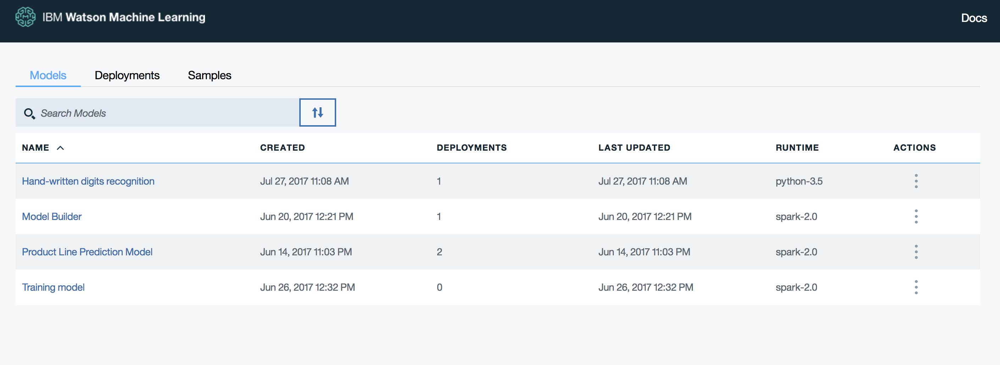 IBM Watson Machine Learning Docs
Models Deployments Samples
Search Models
NAME CREATED DEPLOYMENTS LAST UPDATED RUNTIME ACTIONS
Hand-written digits recognition Jul 27, 2017 11:08 AM 1 Jul 27, 2017 11:08 AM python-3.5
Model Builder Jun 20, 2017 12:21 PM 1 Jun 20, 2017 12:21 PM spark-2.0
Product Line Prediction Model Jun 14, 2017 11:03 PM 2 Jun 14, 2017 11:03 PM spark-2.0
Training model Jun 26, 2017 12:32 PM 0 Jun 26, 2017 12:32 PM spark-2.0